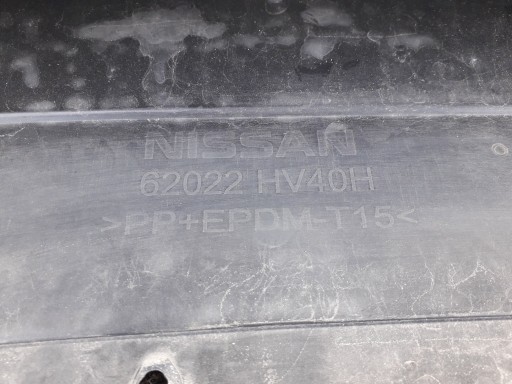 NISSAN
62022 HV40H
>PP+EPDM-T15<